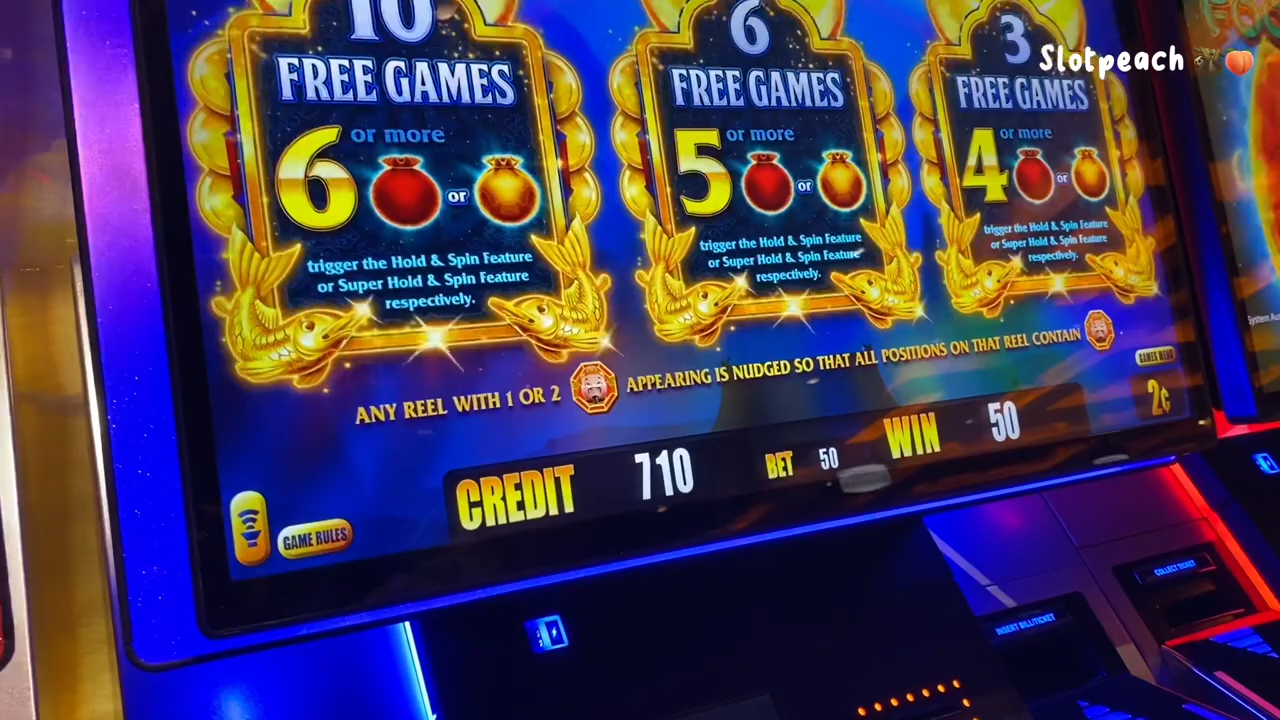 Slotpeach
10
FREE GAMES
or more
6 or
trigger the Hold & Spin Feature
or Super Hold & Spin Feature
respectively.
6
FREE GAMES
or more
5 or
trigger the Hold & Spin Feature
or Super Hold & Spin Feature
respectively.
3
FREE GAMES
or more
4 or
trigger the Hold & Spin Feature
or Super Hold & Spin Feature
respectively.
ANY REEL WITH 1 OR 2 APPEARING IS NUDGED SO THAT ALL POSITIONS ON THAT REEL CONTAIN
GAMES MENU
2¢
CREDIT 710 BET 50 WIN 50
GAME RULES
COLLECT TICKET
INSERT BILL/TICKET